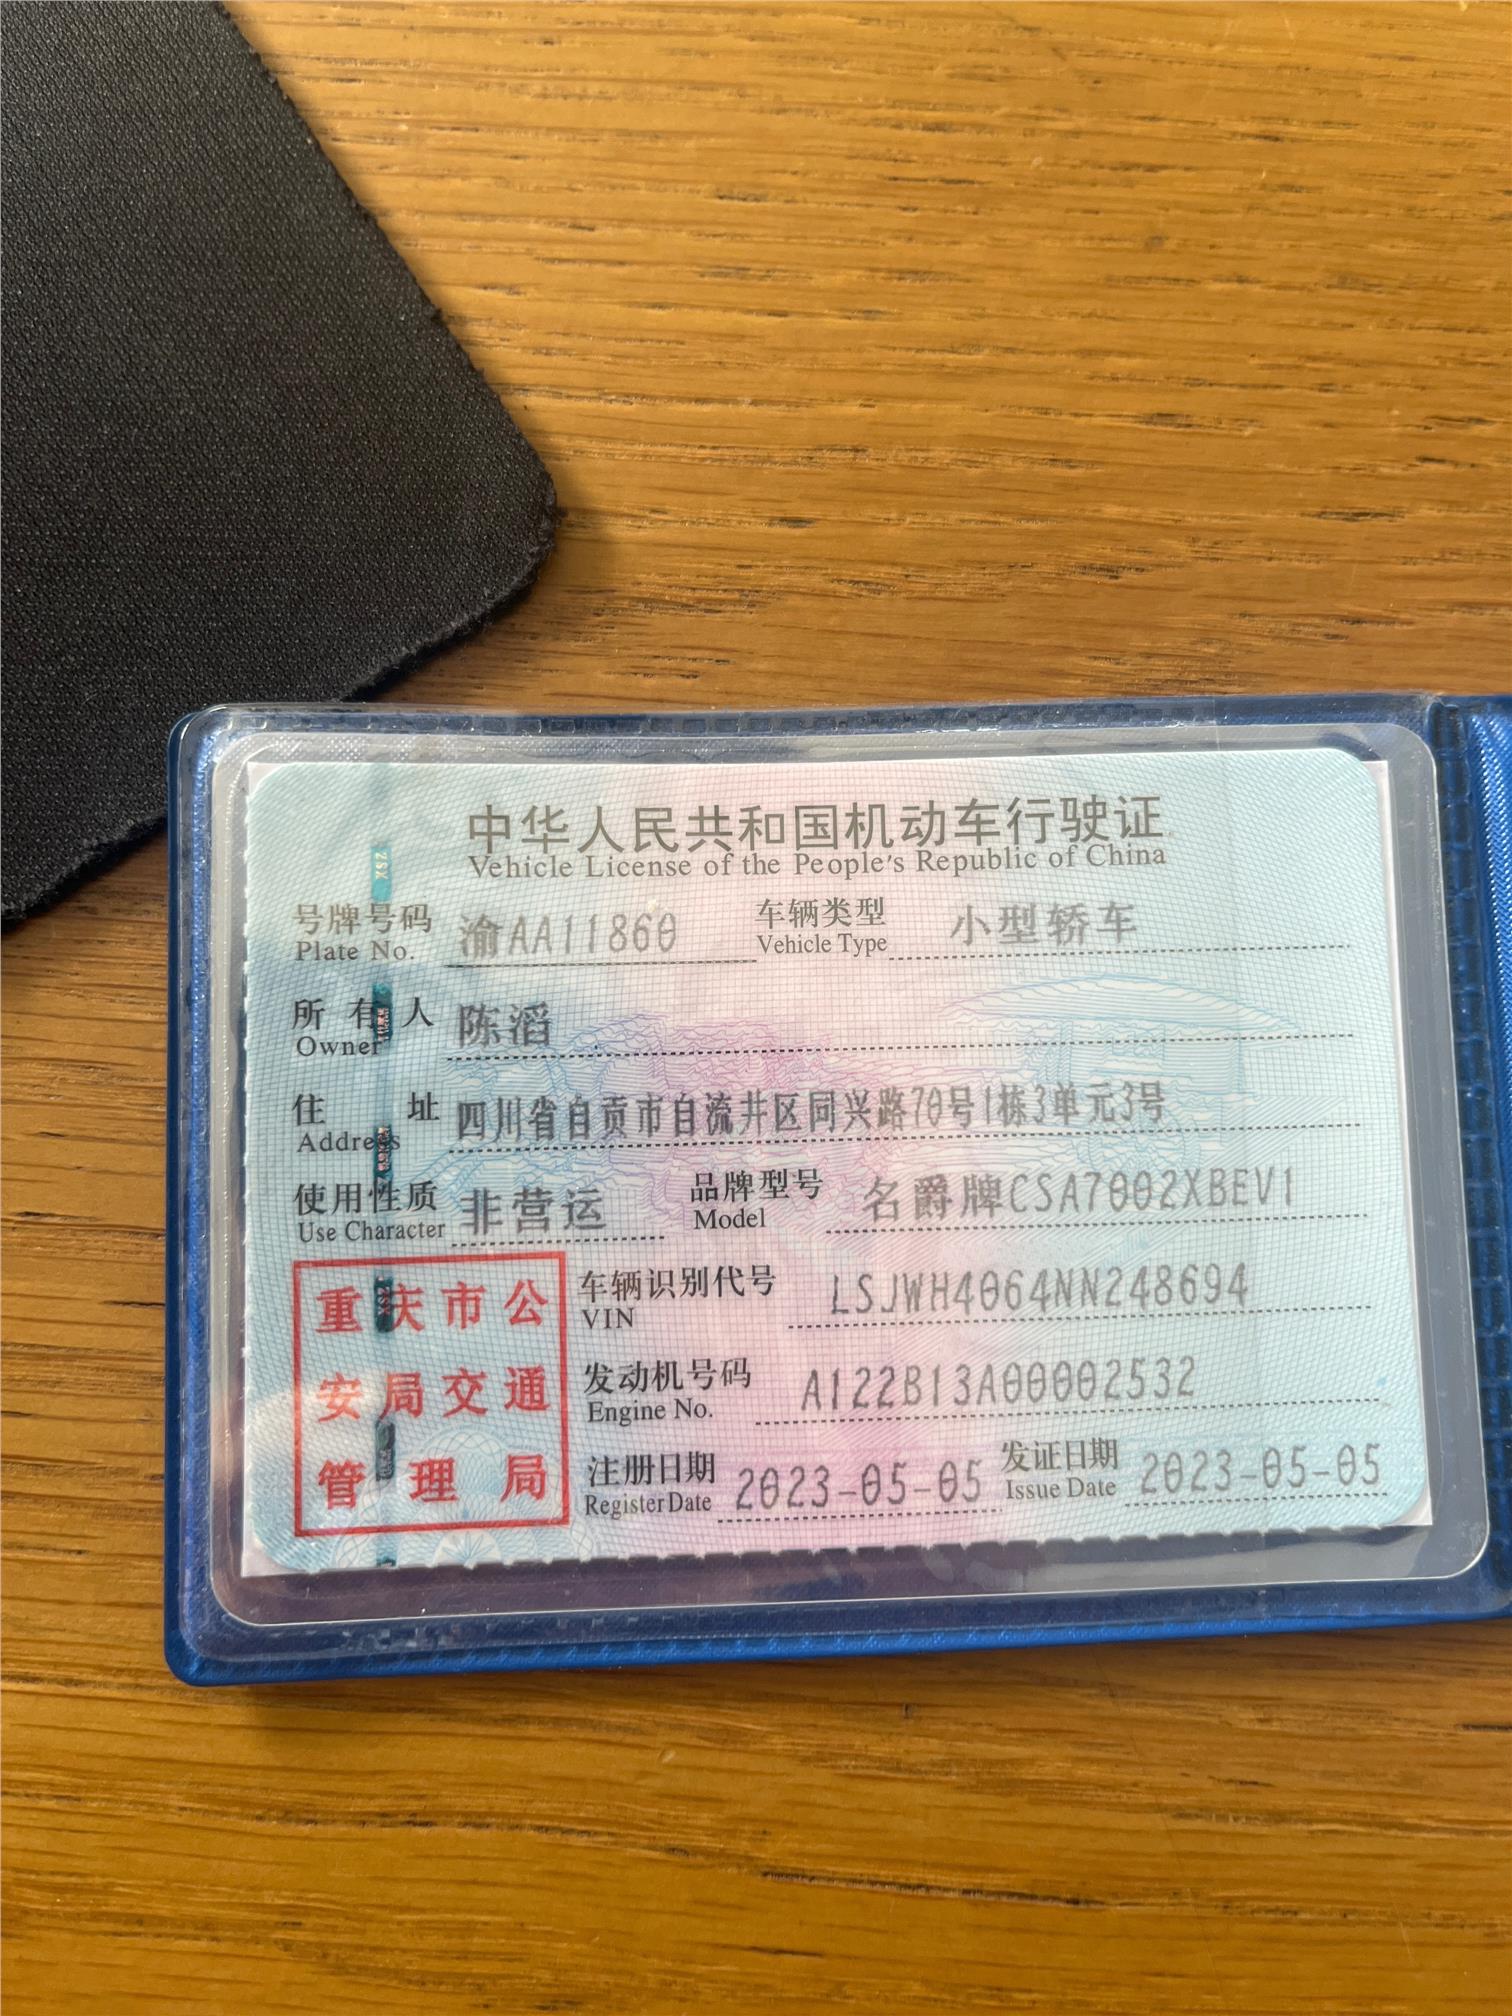 中华人民共和国机动车行驶证
Vehicle License of the People's Republic of China
号牌号码 渝AA11860 车辆类型 小型轿车
Plate No. Vehicle Type
所有人 陈滔
Owner
住址 四川省自贡市自流井区同兴路70号1栋3单元3号
Address
使用性质 非营运 品牌型号 名爵牌CSA7002XBEV1
Use Character Model
重庆市公
安局交通
管理局
车辆识别代号 LSJWH4064NN248694
VIN
发动机号码 A122B13A00002532
Engine No.
注册日期 2023-05-05 发证日期 2023-05-05
Register Date Issue Date